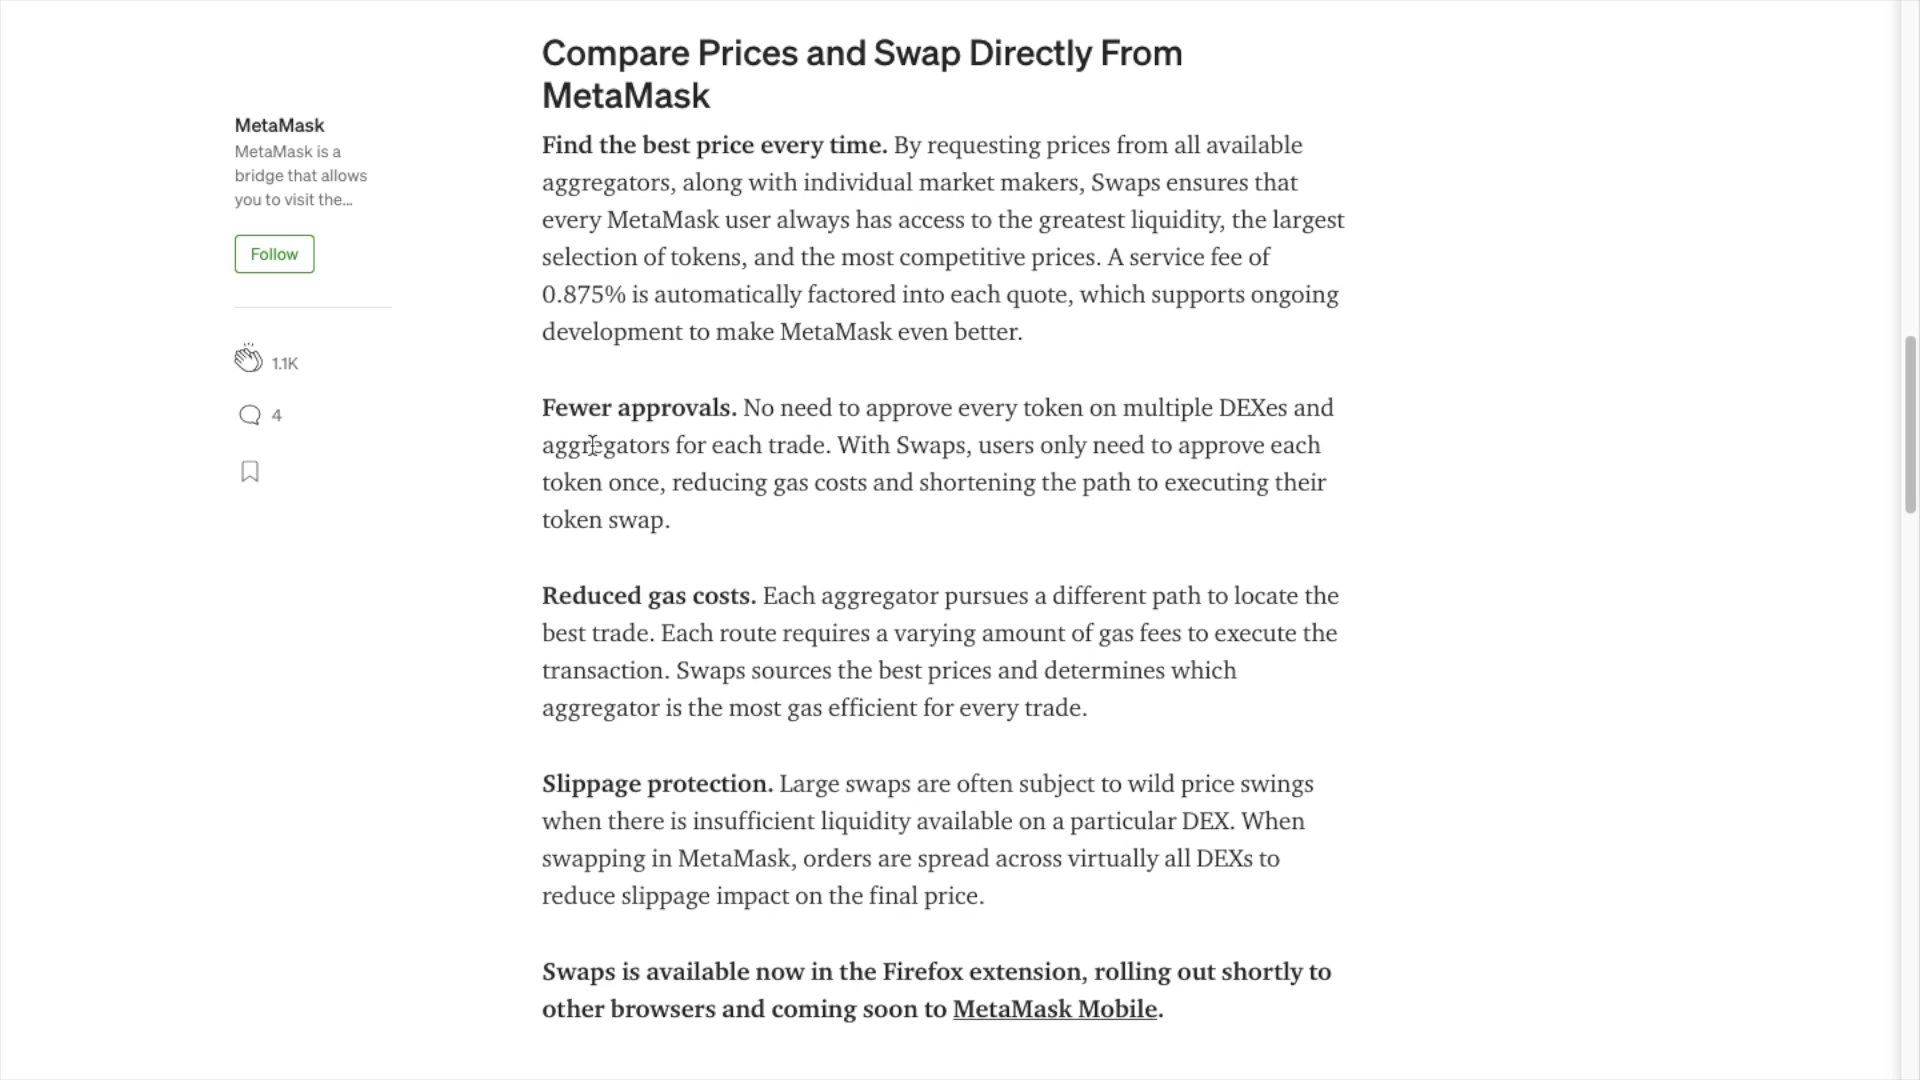 Compare Prices and Swap Directly From
MetaMask
MetaMask
MetaMask is a
bridge that allows
you to visit the...
Follow
1.1K
4
Find the best price every time. By requesting prices from all available
aggregators, along with individual market makers, Swaps ensures that
every MetaMask user always has access to the greatest liquidity, the largest
selection of tokens, and the most competitive prices. A service fee of
0.875% is automatically factored into each quote, which supports ongoing
development to make MetaMask even better.
Fewer approvals. No need to approve every token on multiple DEXes and
aggregators for each trade. With Swaps, users only need to approve each
token once, reducing gas costs and shortening the path to executing their
token swap.
Reduced gas costs. Each aggregator pursues a different path to locate the
best trade. Each route requires a varying amount of gas fees to execute the
transaction. Swaps sources the best prices and determines which
aggregator is the most gas efficient for every trade.
Slippage protection. Large swaps are often subject to wild price swings
when there is insufficient liquidity available on a particular DEX. When
swapping in MetaMask, orders are spread across virtually all DEXs to
reduce slippage impact on the final price.
Swaps is available now in the Firefox extension, rolling out shortly to
other browsers and coming soon to MetaMask Mobile.